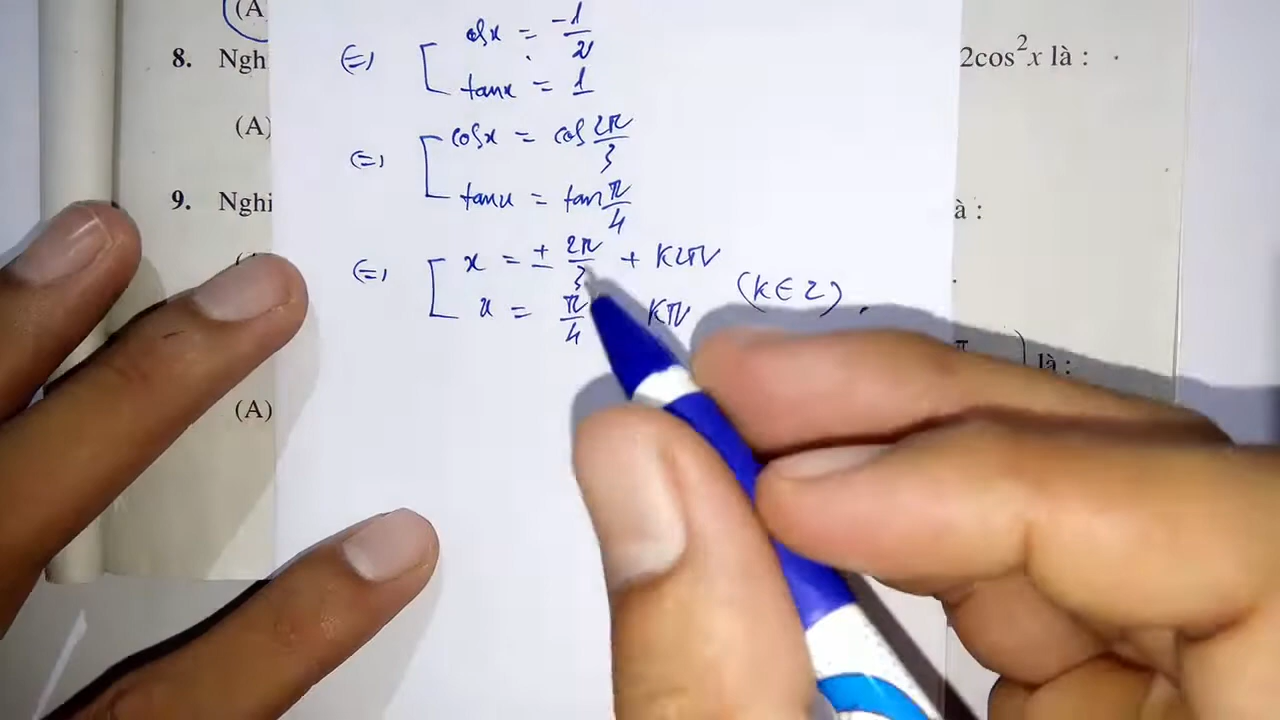 (A
8. Ngh
2cos²x là :
(A)
9. Nghi
à :
π
) là :
(A)
⇔ [ cosx = -1/2
tanx = 1
⇔ [ cosx = cos 2π/3
tanx = tan π/4
⇔ [ x = ± 2π/3 + k2π
x = π/4 kπ (k ∈ Z).